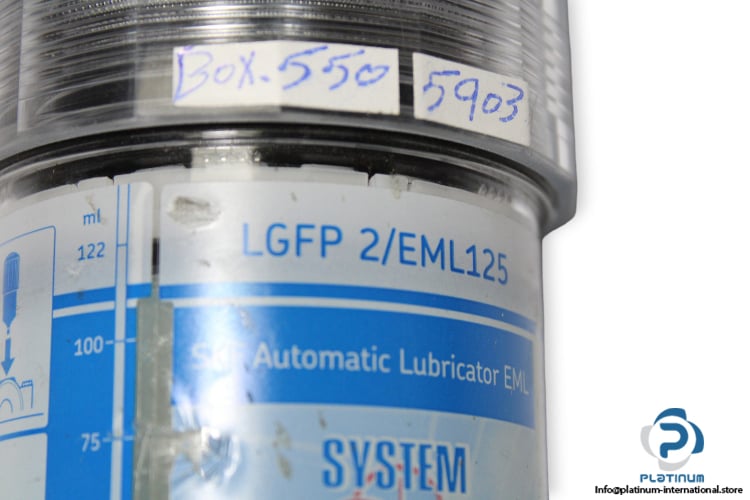 Box.550
5903
ml
122
LGFP 2/EML125
100
Automatic Lubricator EML
75
SYSTEM
PLATINUM
Info@platinum-international.store